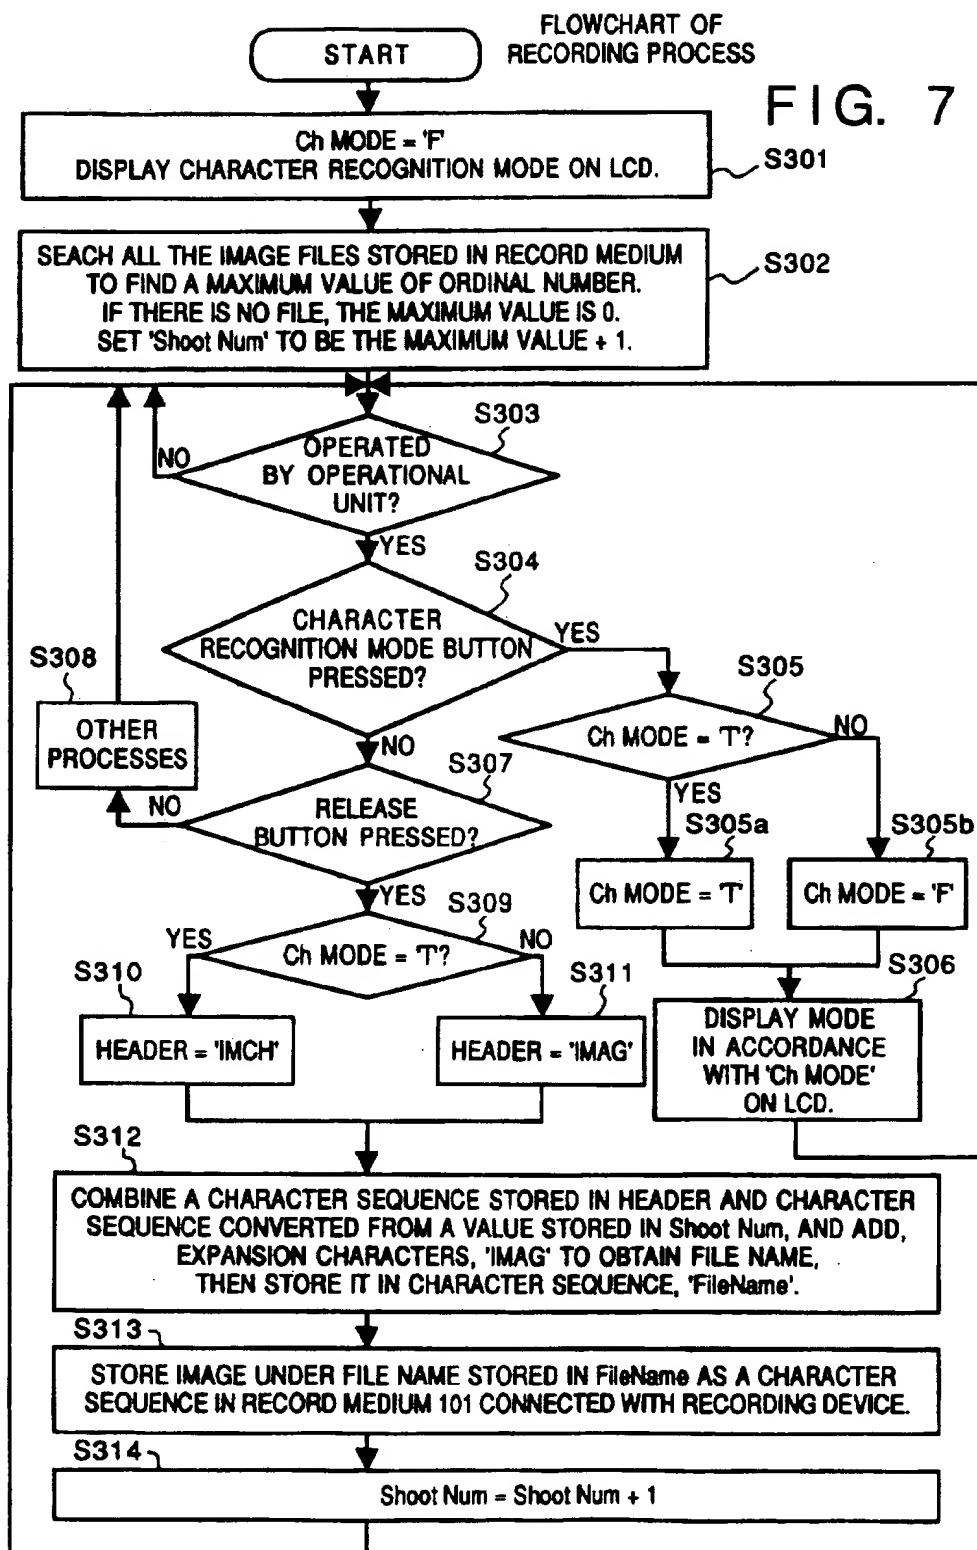 FLOWCHART OF
RECORDING PROCESS
FIG. 7
START
Ch MODE = 'F'
DISPLAY CHARACTER RECOGNITION MODE ON LCD.
S301
SEACH ALL THE IMAGE FILES STORED IN RECORD MEDIUM
TO FIND A MAXIMUM VALUE OF ORDINAL NUMBER.
IF THERE IS NO FILE, THE MAXIMUM VALUE IS 0.
SET 'Shoot Num' TO BE THE MAXIMUM VALUE + 1.
S302
S303
OPERATED
BY OPERATIONAL
UNIT?
NO
YES
S304
CHARACTER
RECOGNITION MODE BUTTON
PRESSED?
YES
NO
S305
Ch MODE = 'T'?
NO
YES
S308
OTHER
PROCESSES
S307
RELEASE
BUTTON PRESSED?
NO
YES
S305a
Ch MODE = 'T'
S305b
Ch MODE = 'F'
S309
Ch MODE = 'T'?
YES
NO
S306
DISPLAY MODE
IN ACCORDANCE
WITH 'Ch MODE'
ON LCD.
S310
HEADER = 'IMCH'
S311
HEADER = 'IMAG'
S312
COMBINE A CHARACTER SEQUENCE STORED IN HEADER AND CHARACTER
SEQUENCE CONVERTED FROM A VALUE STORED IN Shoot Num, AND ADD,
EXPANSION CHARACTERS, 'IMAG' TO OBTAIN FILE NAME,
THEN STORE IT IN CHARACTER SEQUENCE, 'FileName'.
S313
STORE IMAGE UNDER FILE NAME STORED IN FileName AS A CHARACTER
SEQUENCE IN RECORD MEDIUM 101 CONNECTED WITH RECORDING DEVICE.
S314
Shoot Num = Shoot Num + 1